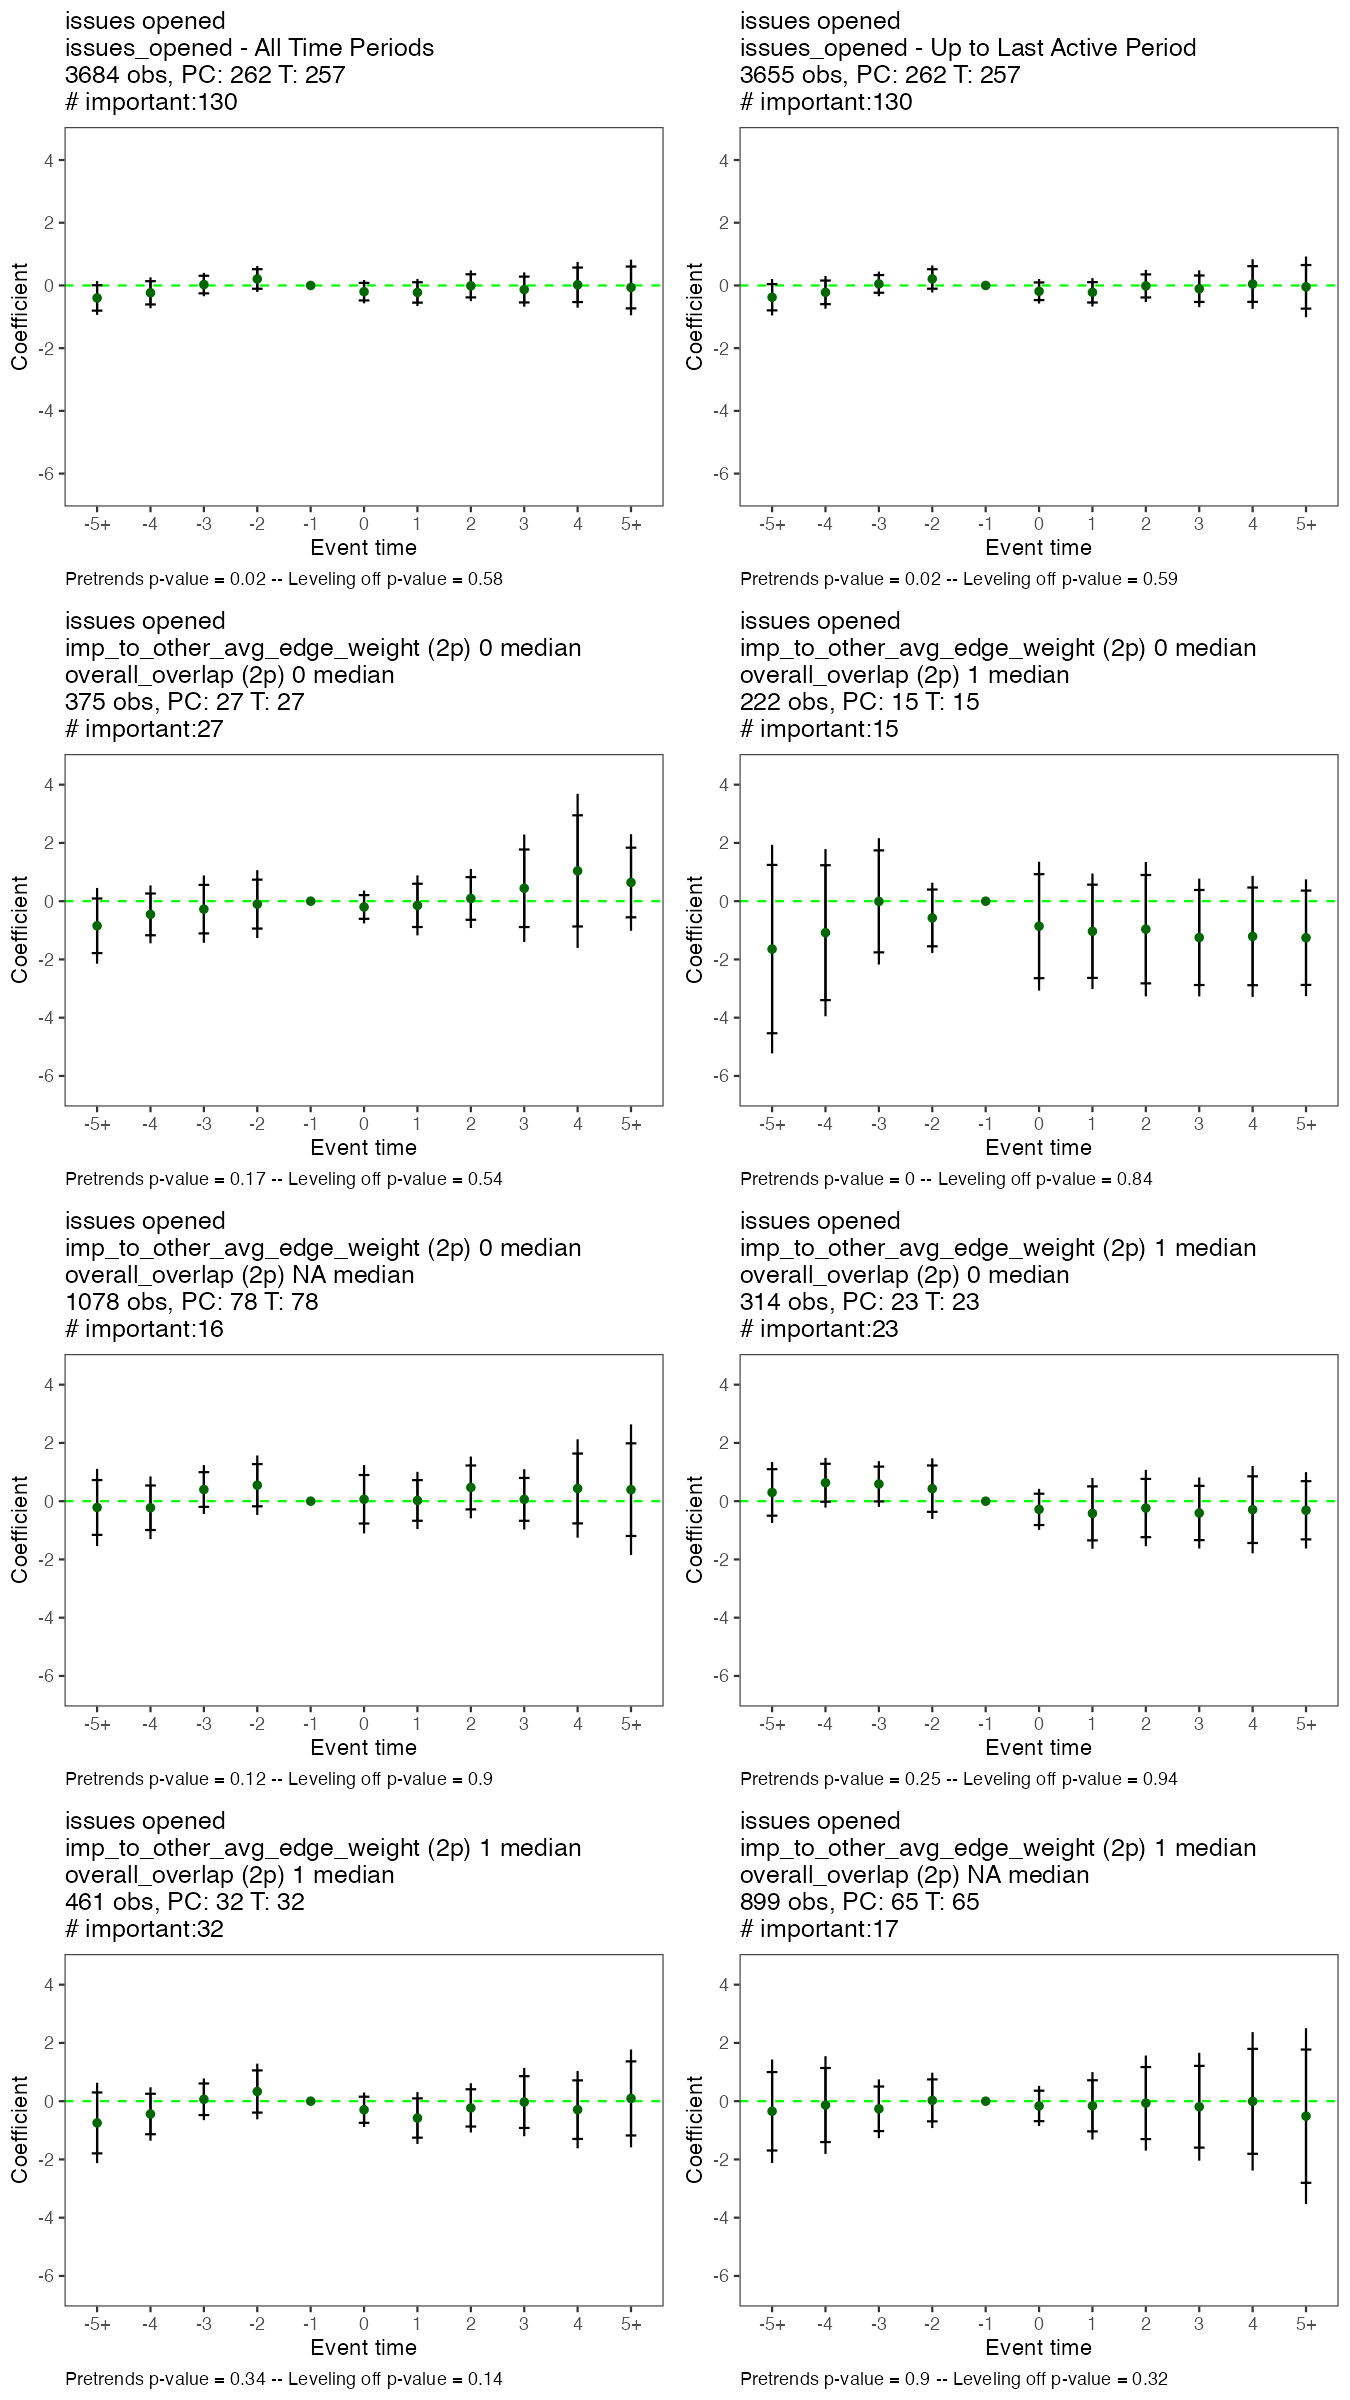 issues opened
issues_opened - All Time Periods
3684 obs, PC: 262 T: 257
# important:130
4
2
0
-2
-4
-6
Coefficient
-5+ -4 -3 -2 -1 0 1 2 3 4 5+
Event time
Pretrends p-value = 0.02 -- Leveling off p-value = 0.58
issues opened
issues_opened - Up to Last Active Period
3655 obs, PC: 262 T: 257
# important:130
4
2
0
-2
-4
-6
Coefficient
-5+ -4 -3 -2 -1 0 1 2 3 4 5+
Event time
Pretrends p-value = 0.02 -- Leveling off p-value = 0.59
issues opened
imp_to_other_avg_edge_weight (2p) 0 median
overall_overlap (2p) 0 median
375 obs, PC: 27 T: 27
# important:27
4
2
0
-2
-4
-6
Coefficient
-5+ -4 -3 -2 -1 0 1 2 3 4 5+
Event time
Pretrends p-value = 0.17 -- Leveling off p-value = 0.54
issues opened
imp_to_other_avg_edge_weight (2p) 0 median
overall_overlap (2p) 1 median
222 obs, PC: 15 T: 15
# important:15
4
2
0
-2
-4
-6
Coefficient
-5+ -4 -3 -2 -1 0 1 2 3 4 5+
Event time
Pretrends p-value = 0 -- Leveling off p-value = 0.84
issues opened
imp_to_other_avg_edge_weight (2p) 0 median
overall_overlap (2p) NA median
1078 obs, PC: 78 T: 78
# important:16
4
2
0
-2
-4
-6
Coefficient
-5+ -4 -3 -2 -1 0 1 2 3 4 5+
Event time
Pretrends p-value = 0.12 -- Leveling off p-value = 0.9
issues opened
imp_to_other_avg_edge_weight (2p) 1 median
overall_overlap (2p) 0 median
314 obs, PC: 23 T: 23
# important:23
4
2
0
-2
-4
-6
Coefficient
-5+ -4 -3 -2 -1 0 1 2 3 4 5+
Event time
Pretrends p-value = 0.25 -- Leveling off p-value = 0.94
issues opened
imp_to_other_avg_edge_weight (2p) 1 median
overall_overlap (2p) 1 median
461 obs, PC: 32 T: 32
# important:32
4
2
0
-2
-4
-6
Coefficient
-5+ -4 -3 -2 -1 0 1 2 3 4 5+
Event time
Pretrends p-value = 0.34 -- Leveling off p-value = 0.14
issues opened
imp_to_other_avg_edge_weight (2p) 1 median
overall_overlap (2p) NA median
899 obs, PC: 65 T: 65
# important:17
4
2
0
-2
-4
-6
Coefficient
-5+ -4 -3 -2 -1 0 1 2 3 4 5+
Event time
Pretrends p-value = 0.9 -- Leveling off p-value = 0.32